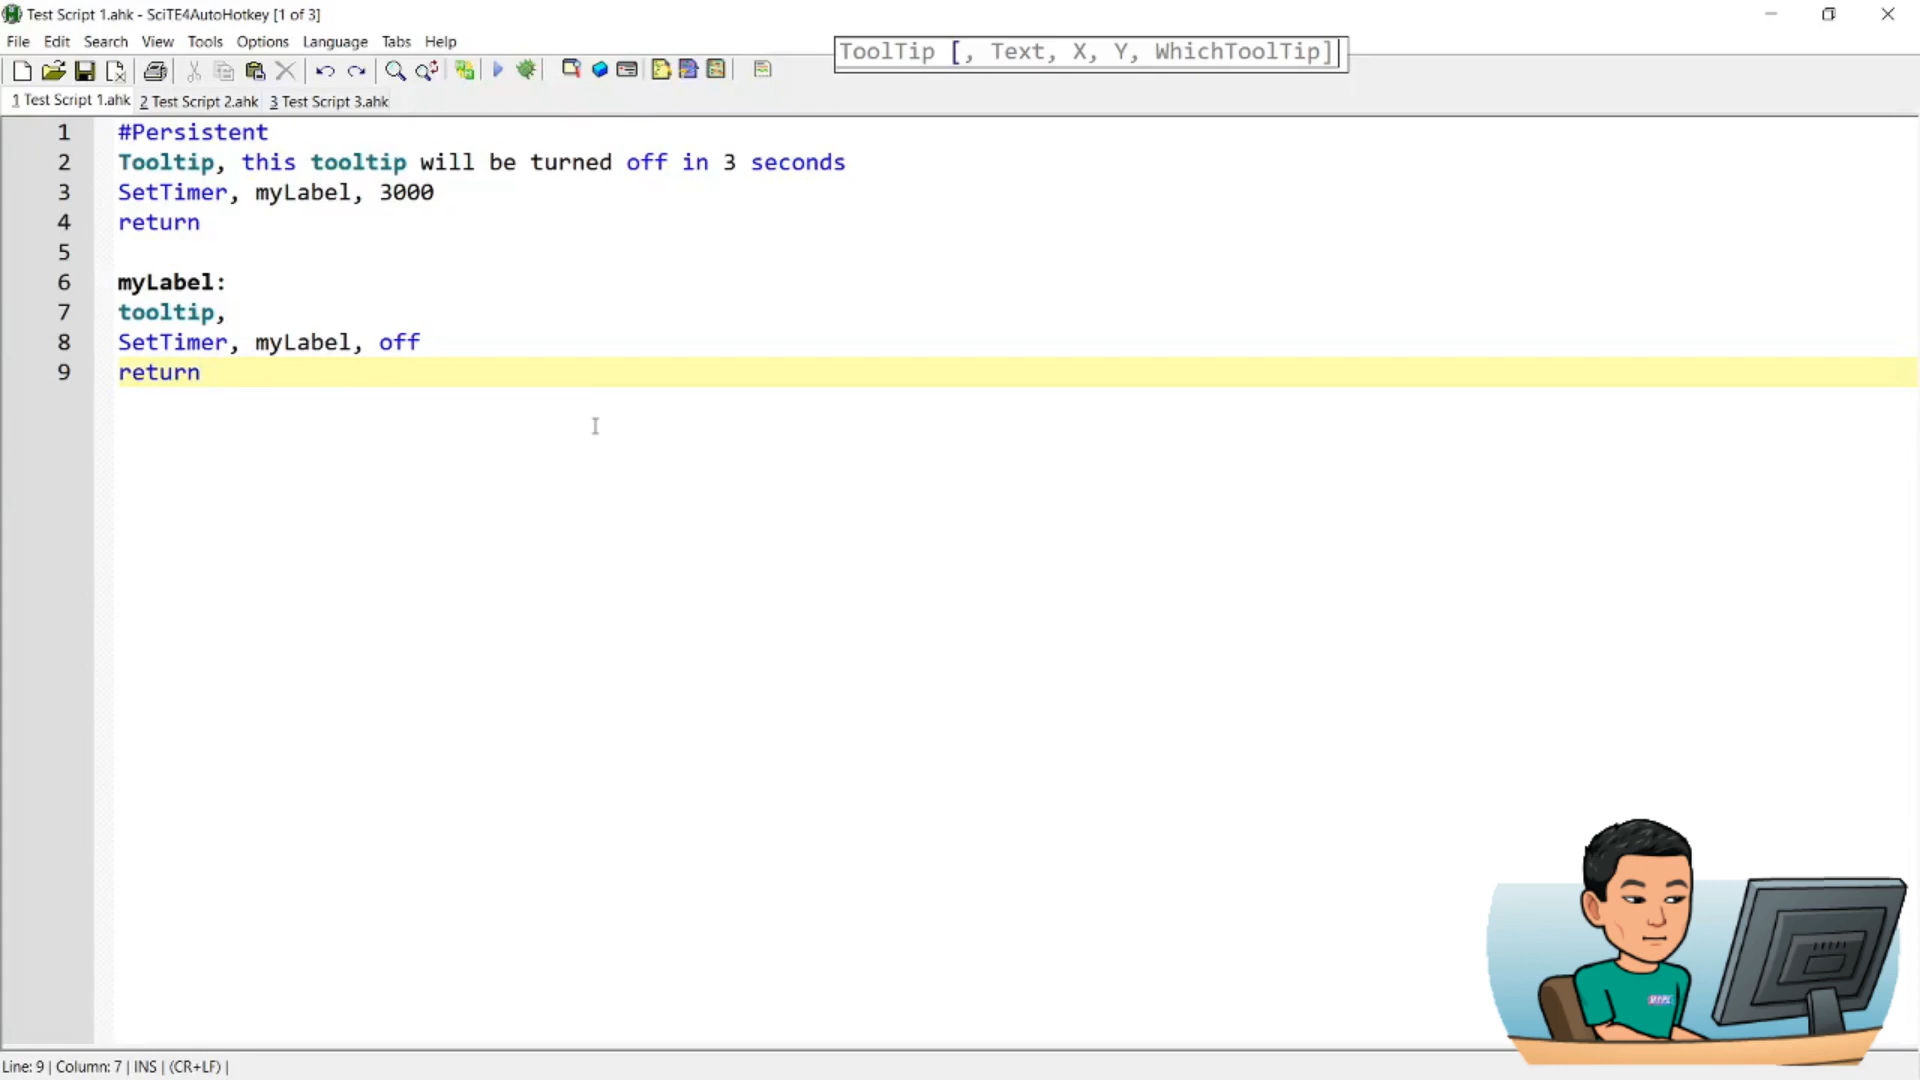 Test Script 1.ahk - SciTE4AutoHotkey [1 of 3]
File Edit Search View Tools Options Language Tabs Help
ToolTip [, Text, X, Y, WhichToolTip]
1 Test Script 1.ahk 2 Test Script 2.ahk 3 Test Script 3.ahk
1 #Persistent
2 Tooltip, this tooltip will be turned off in 3 seconds
3 SetTimer, myLabel, 3000
4 return
5
6 myLabel:
7 tooltip,
8 SetTimer, myLabel, off
9 return
Line: 9 | Column: 7 | INS | (CR+LF) |